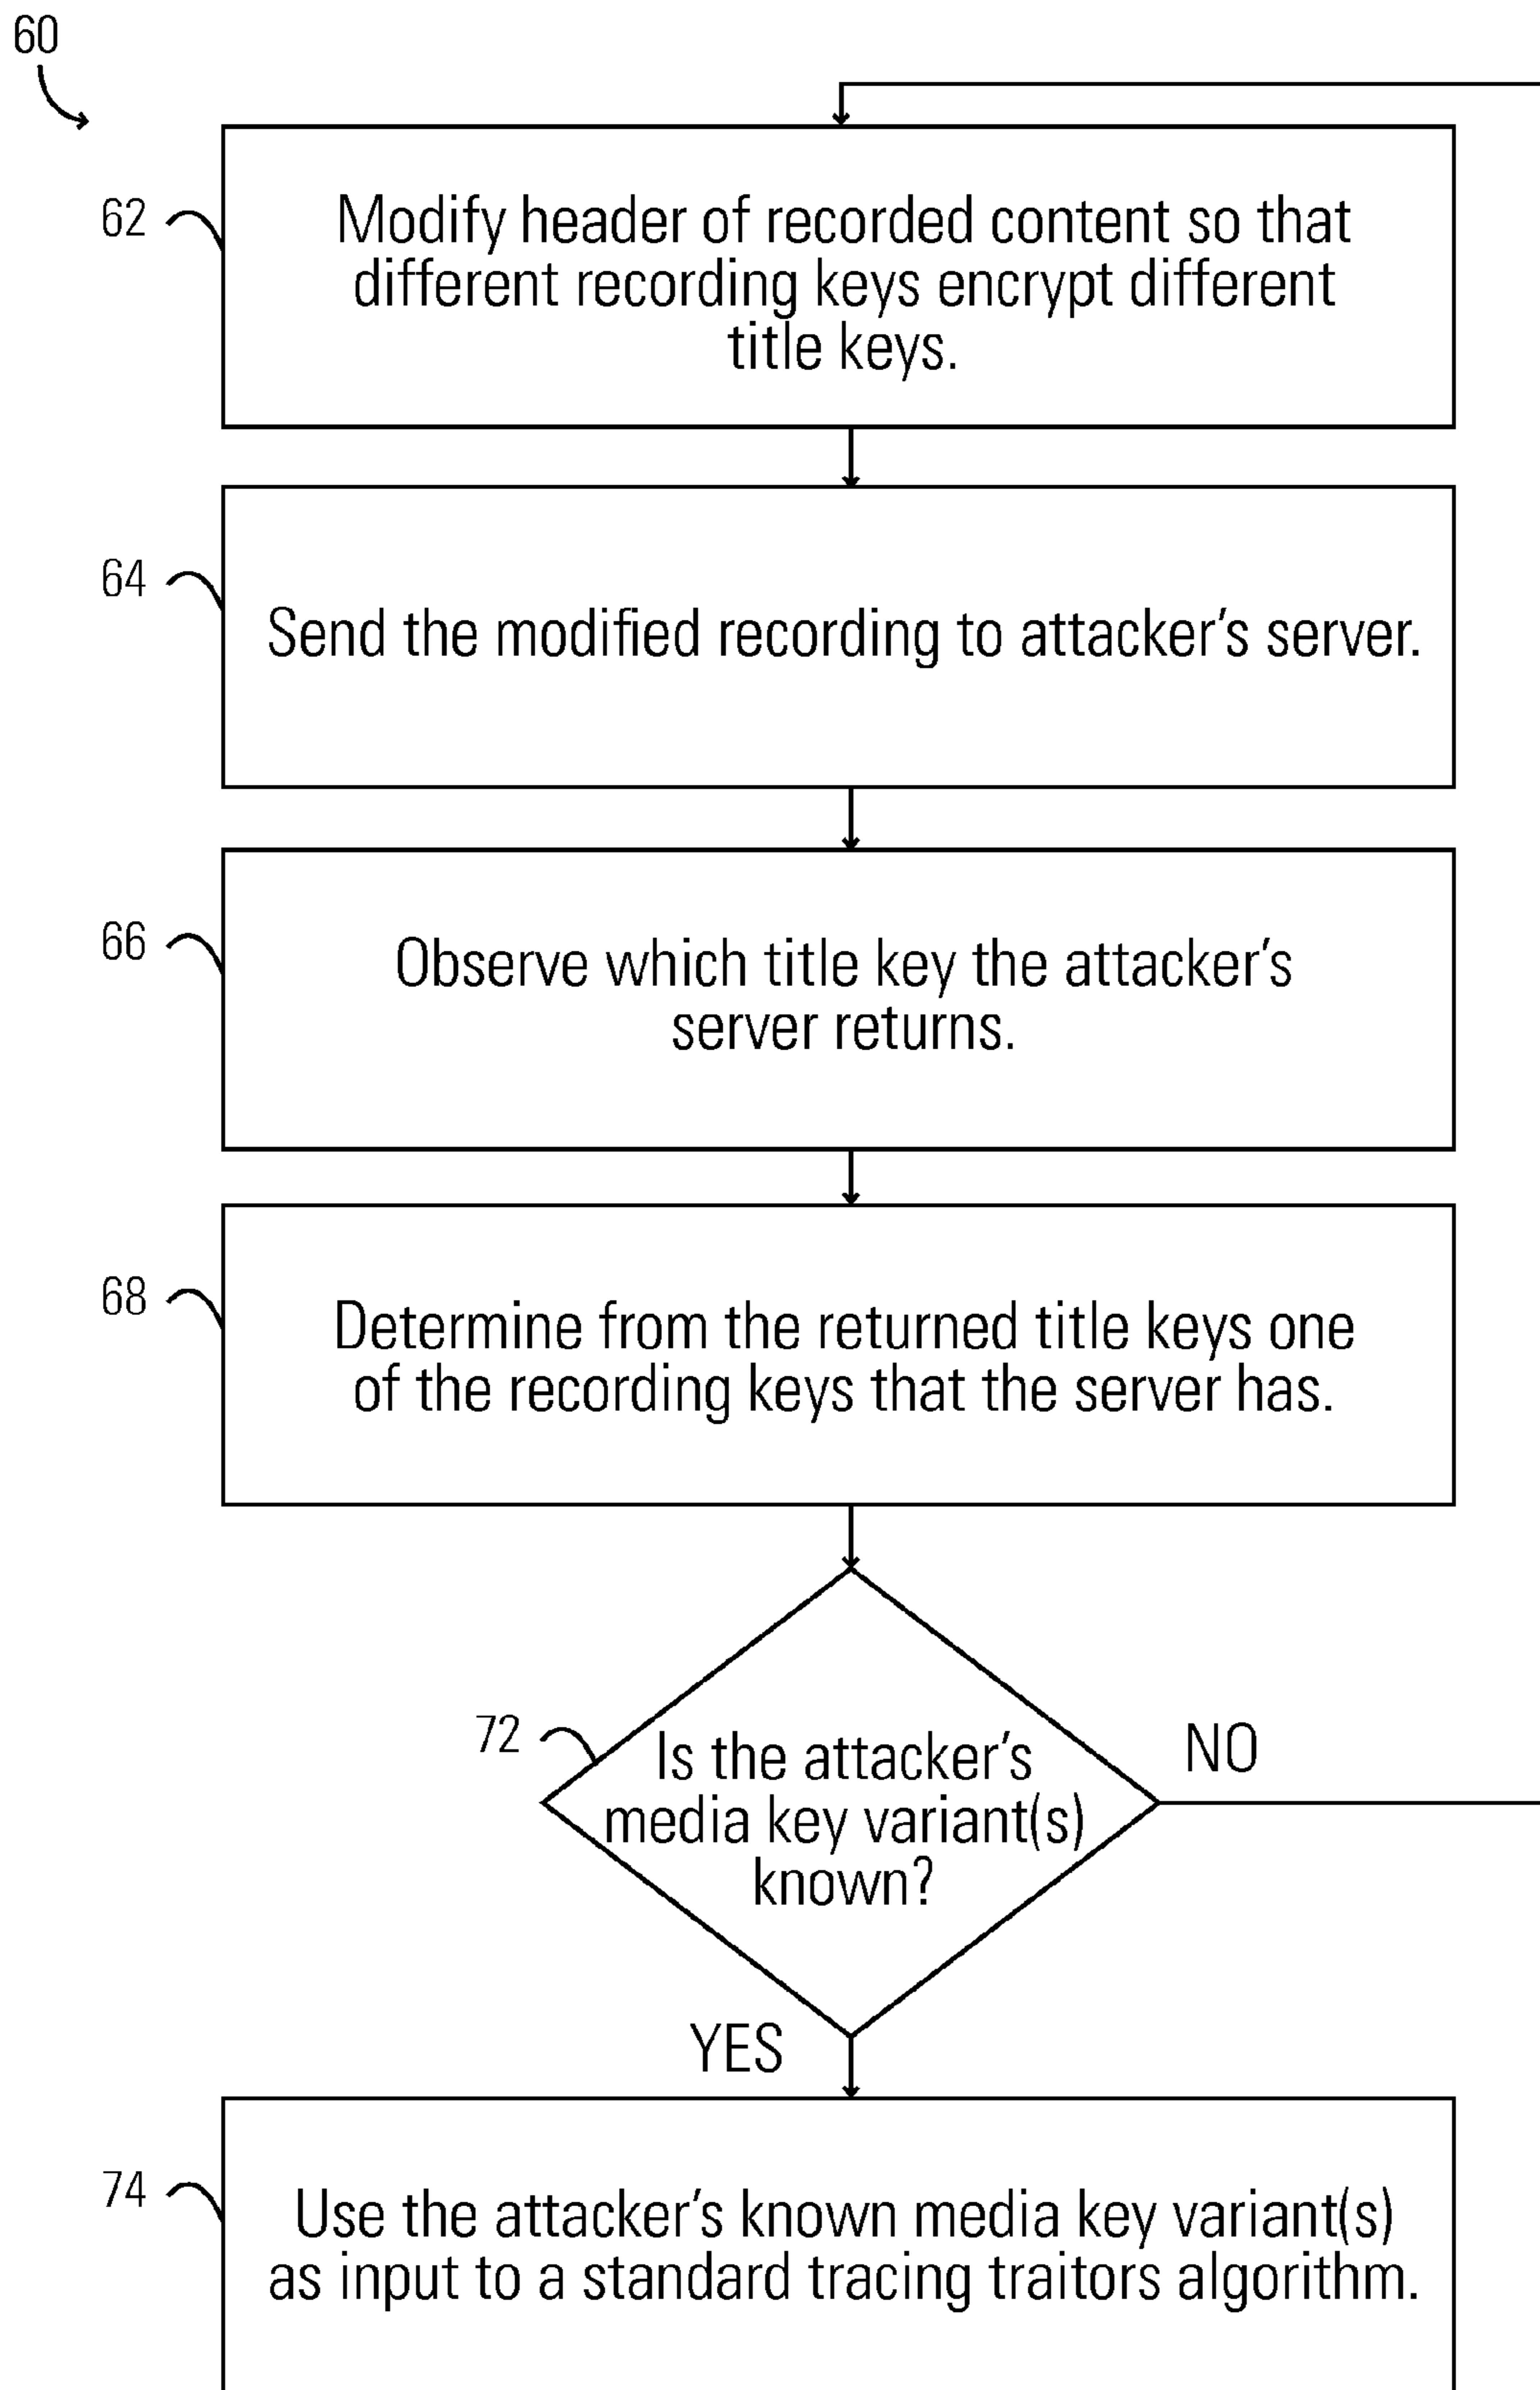 60
62
Modify header of recorded content so that
different recording keys encrypt different
title keys.
64
Send the modified recording to attacker’s server.
66
Observe which title key the attacker’s
server returns.
68
Determine from the returned title keys one
of the recording keys that the server has.
72
Is the attacker’s
media key variant(s)
known?
NO
YES
74
Use the attacker’s known media key variant(s)
as input to a standard tracing traitors algorithm.